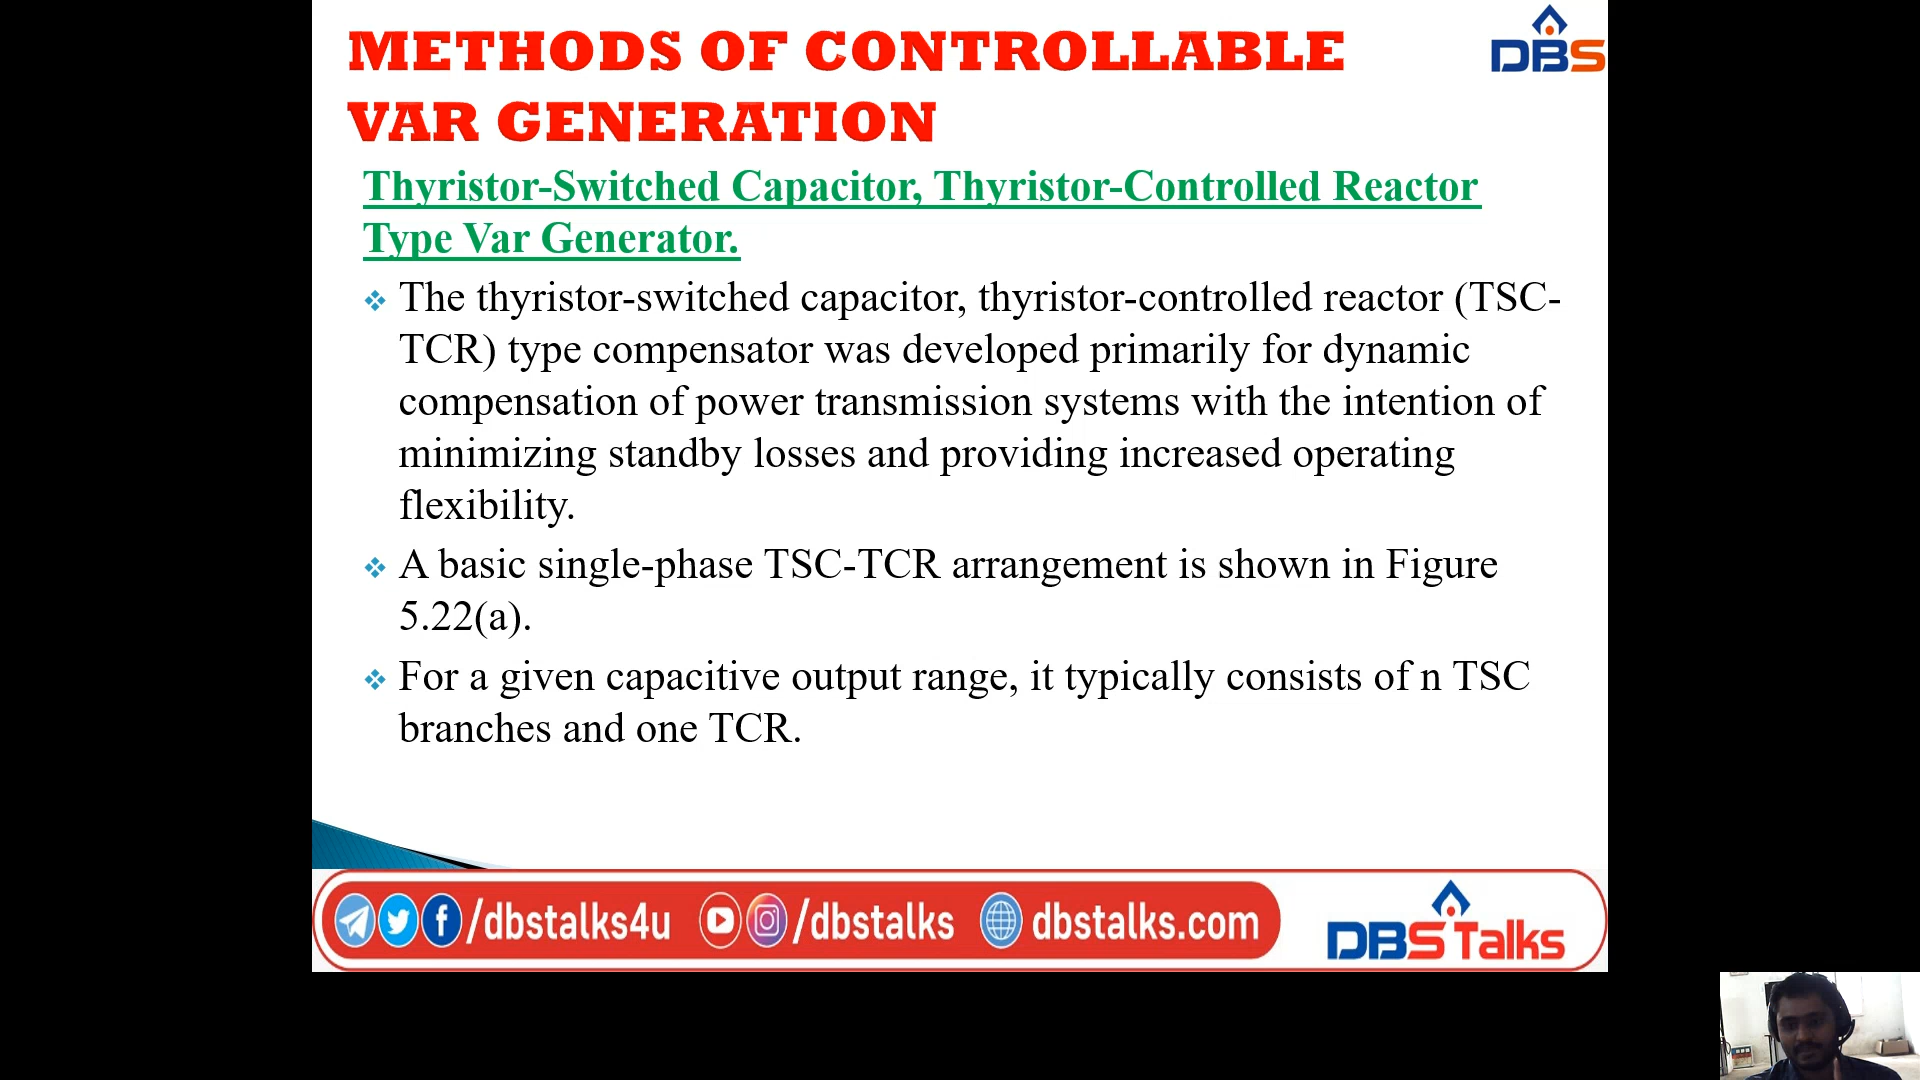 METHODS OF CONTROLLABLE
VAR GENERATION
DBS
Thyristor-Switched Capacitor, Thyristor-Controlled Reactor
Type Var Generator.
The thyristor-switched capacitor, thyristor-controlled reactor (TSC-
TCR) type compensator was developed primarily for dynamic
compensation of power transmission systems with the intention of
minimizing standby losses and providing increased operating
flexibility.
A basic single-phase TSC-TCR arrangement is shown in Figure
5.22(a).
For a given capacitive output range, it typically consists of n TSC
branches and one TCR.
/dbstalks4u /dbstalks dbstalks.com
DBS Talks